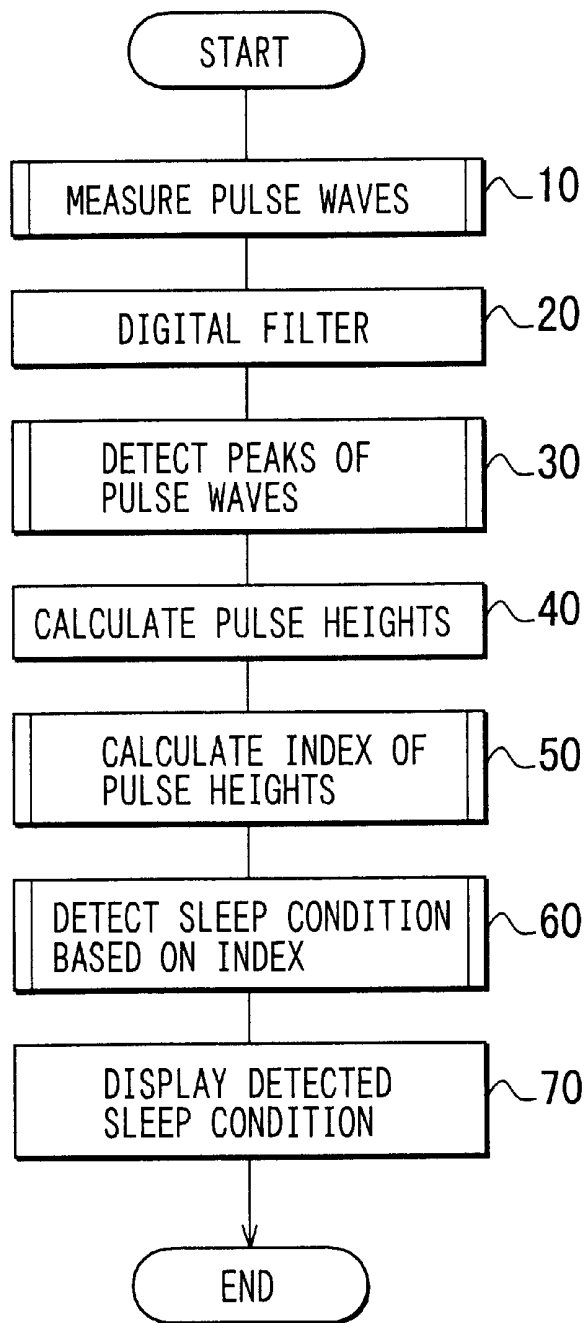 START
MEASURE PULSE WAVES
10
DIGITAL FILTER
20
DETECT PEAKS OF
PULSE WAVES
30
CALCULATE PULSE HEIGHTS
40
CALCULATE INDEX OF
PULSE HEIGHTS
50
DETECT SLEEP CONDITION
BASED ON INDEX
60
DISPLAY DETECTED
SLEEP CONDITION
70
END